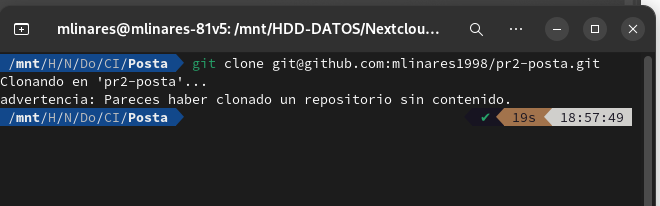 mlinares@mlinares-81v5: /mnt/HDD-DATOS/Nextclou...
/mnt/H/N/Do/CI/Posta git clone git@github.com:mlinares1998/pr2-posta.git
Clonando en 'pr2-posta'...
advertencia: Pareces haber clonado un repositorio sin contenido.
/mnt/H/N/Do/CI/Posta ✔ 19s 18:57:49